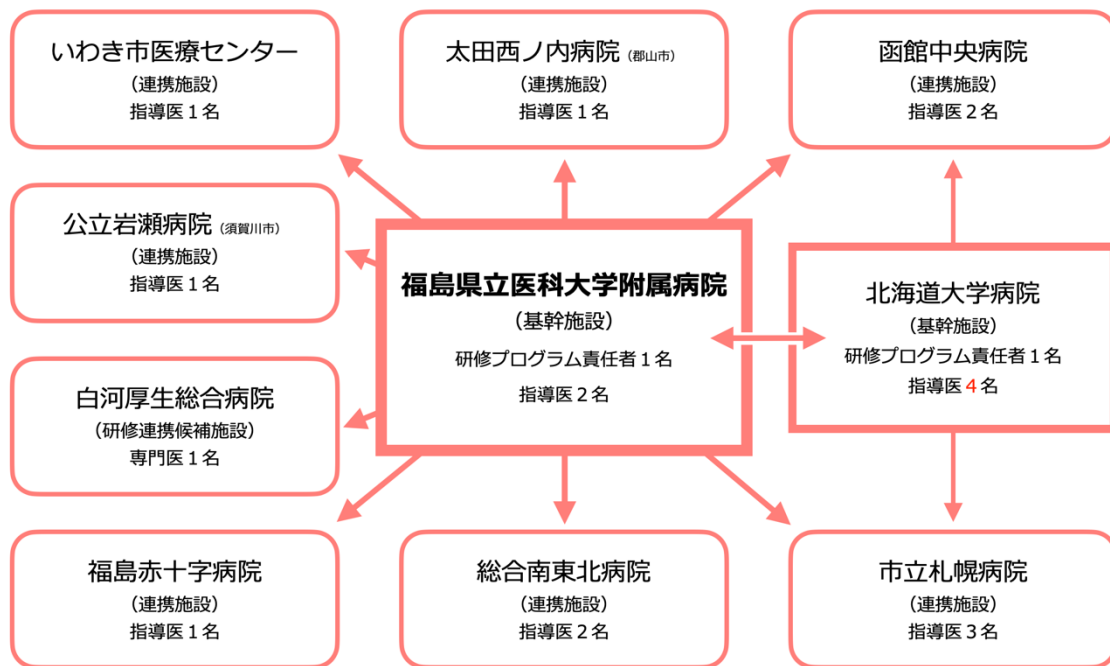 いわき市医療センター
(連携施設)
指導医1名
太田西ノ内病院 (郡山市)
(連携施設)
指導医1名
函館中央病院
(連携施設)
指導医2名
公立岩瀬病院 (須賀川市)
(連携施設)
指導医1名
福島県立医科大学附属病院
(基幹施設)
研修プログラム責任者1名
指導医2名
北海道大学病院
(基幹施設)
研修プログラム責任者1名
指導医4名
白河厚生総合病院
(研修連携候補施設)
専門医1名
福島赤十字病院
(連携施設)
指導医1名
総合南東北病院
(連携施設)
指導医2名
市立札幌病院
(連携施設)
指導医3名